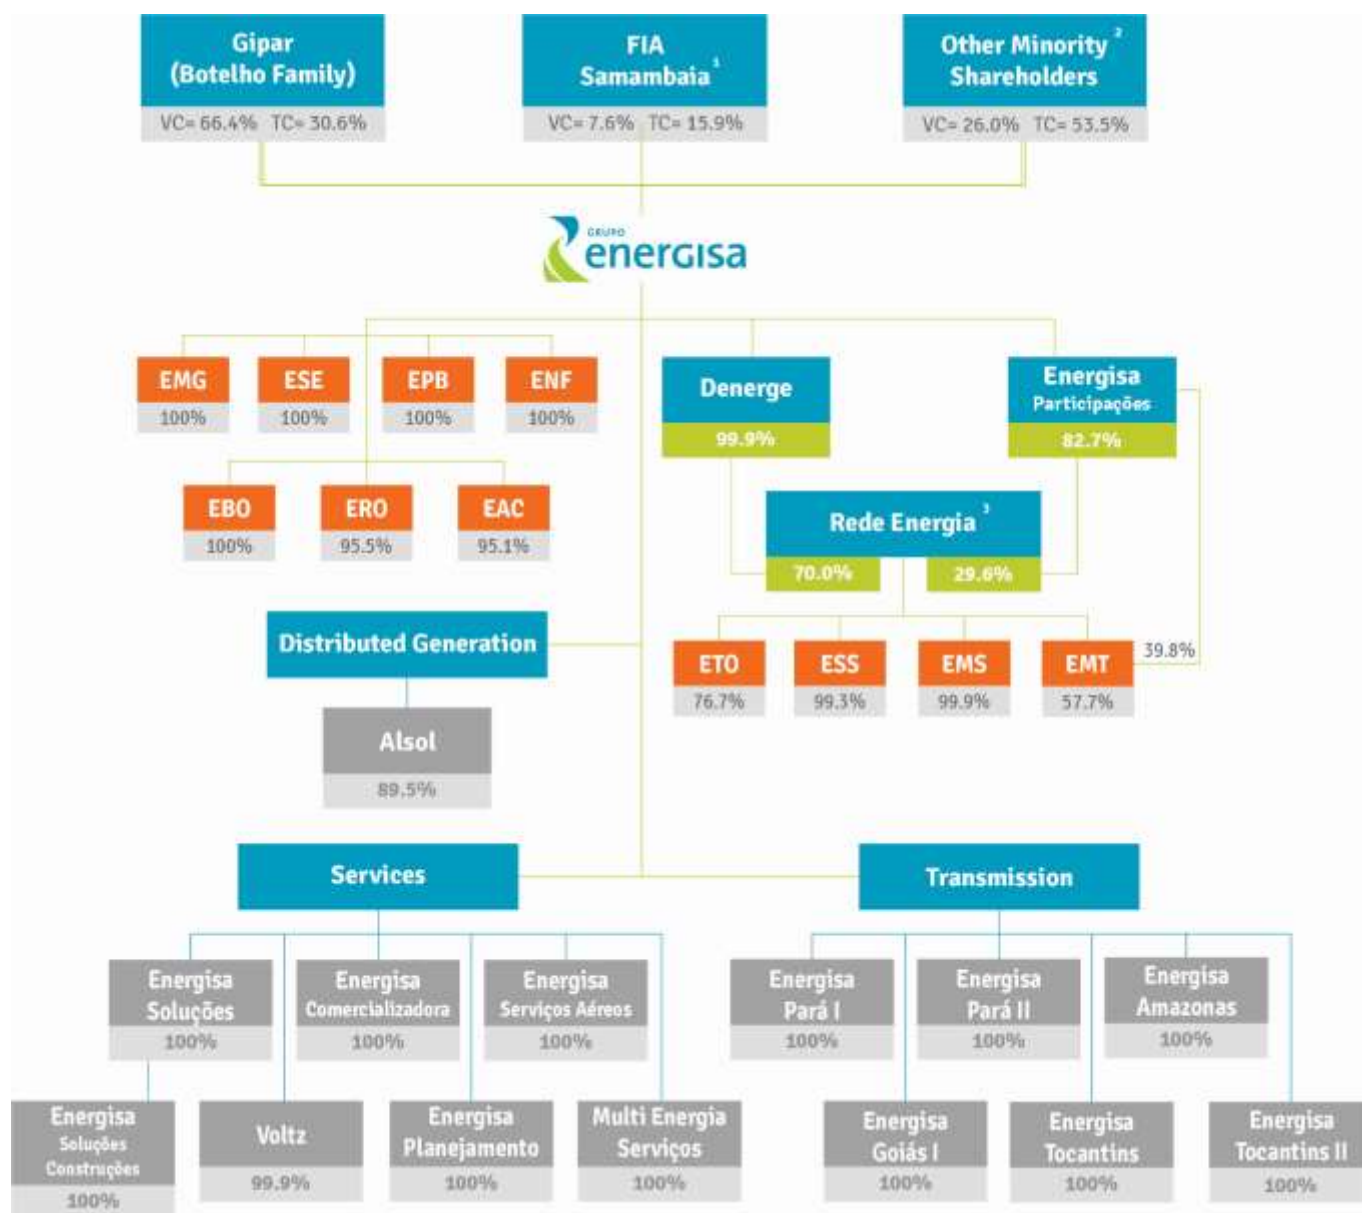 Gipar
(Botelho Family)
VC= 66.4% TC= 30.6%
FIA
Samambaia ¹
VC= 7.6% TC= 15.9%
Other Minority ²
Shareholders
VC= 26.0% TC= 53.5%
GRUPO
energisa
EMG
100%
ESE
100%
EPB
100%
ENF
100%
Denerge
99.9%
Energisa
Participações
82.7%
EBO
100%
ERO
95.5%
EAC
95.1%
Rede Energia ³
70.0%
29.6%
Distributed Generation
Alsol
89.5%
ETO
76.7%
ESS
99.3%
EMS
99.9%
EMT
57.7%
39.8%
Services
Transmission
Energisa
Soluções
100%
Energisa
Comercializadora
100%
Energisa
Serviços Aéreos
100%
Energisa
Pará I
100%
Energisa
Pará II
100%
Energisa
Amazonas
100%
Energisa
Soluções
Construções
100%
Voltz
99.9%
Energisa
Planejamento
100%
Multi Energia
Serviços
100%
Energisa
Goiás I
100%
Energisa
Tocantins
100%
Energisa
Tocantins II
100%